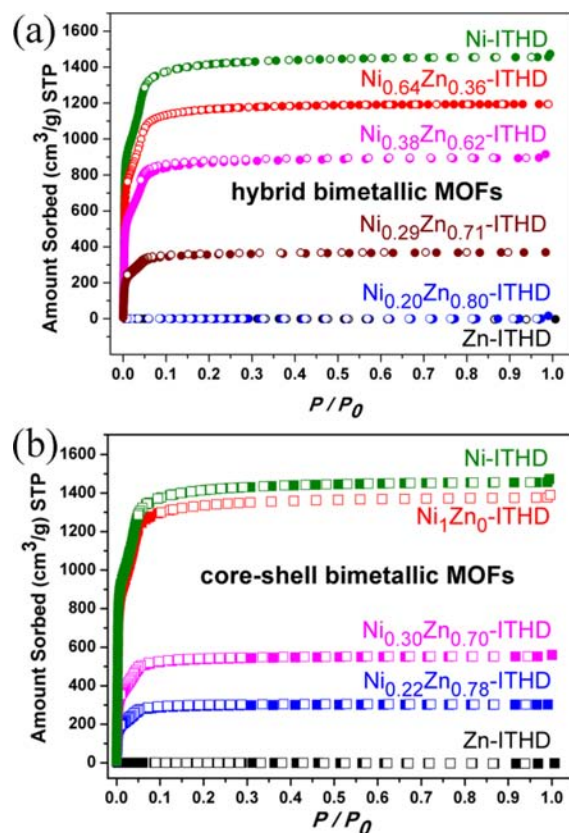 (a)
1600
1400
1200
1000
800
600
400
200
0
Amount Sorbed (cm³/g) STP
Ni-ITHD
Ni₀.₆₄Zn₀.₃₆-ITHD
Ni₀.₃₈Zn₀.₆₂-ITHD
hybrid bimetallic MOFs
Ni₀.₂₉Zn₀.₇₁-ITHD
Ni₀.₂₀Zn₀.₈₀-ITHD
Zn-ITHD
0.0 0.1 0.2 0.3 0.4 0.5 0.6 0.7 0.8 0.9 1.0
P / P₀
(b)
1600
1400
1200
1000
800
600
400
200
0
Amount Sorbed (cm³/g) STP
Ni-ITHD
Ni₁Zn₀-ITHD
core-shell bimetallic MOFs
Ni₀.₃₀Zn₀.₇₀-ITHD
Ni₀.₂₂Zn₀.₇₈-ITHD
Zn-ITHD
0.0 0.1 0.2 0.3 0.4 0.5 0.6 0.7 0.8 0.9 1.0
P / P₀